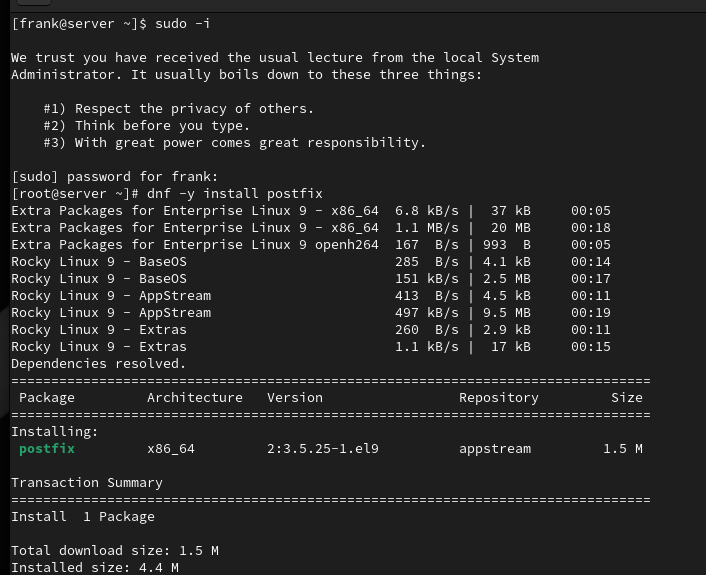 [frank@server ~]$ sudo -i

We trust you have received the usual lecture from the local System
Administrator. It usually boils down to these three things:

    #1) Respect the privacy of others.
    #2) Think before you type.
    #3) With great power comes great responsibility.

[sudo] password for frank:
[root@server ~]# dnf -y install postfix
Extra Packages for Enterprise Linux 9 - x86_64  6.8 kB/s |  37 kB     00:05
Extra Packages for Enterprise Linux 9 - x86_64  1.1 MB/s |  20 MB     00:18
Extra Packages for Enterprise Linux 9 openh264  167  B/s | 993  B     00:05
Rocky Linux 9 - BaseOS                          285  B/s | 4.1 kB     00:14
Rocky Linux 9 - BaseOS                          151 kB/s | 2.5 MB     00:17
Rocky Linux 9 - AppStream                       413  B/s | 4.5 kB     00:11
Rocky Linux 9 - AppStream                       497 kB/s | 9.5 MB     00:19
Rocky Linux 9 - Extras                          260  B/s | 2.9 kB     00:11
Rocky Linux 9 - Extras                          1.1 kB/s |  17 kB     00:15
Dependencies resolved.
================================================================================
 Package         Architecture   Version                 Repository         Size
================================================================================
Installing:
 postfix         x86_64         2:3.5.25-1.el9          appstream         1.5 M

Transaction Summary
================================================================================
Install  1 Package

Total download size: 1.5 M
Installed size: 4.4 M